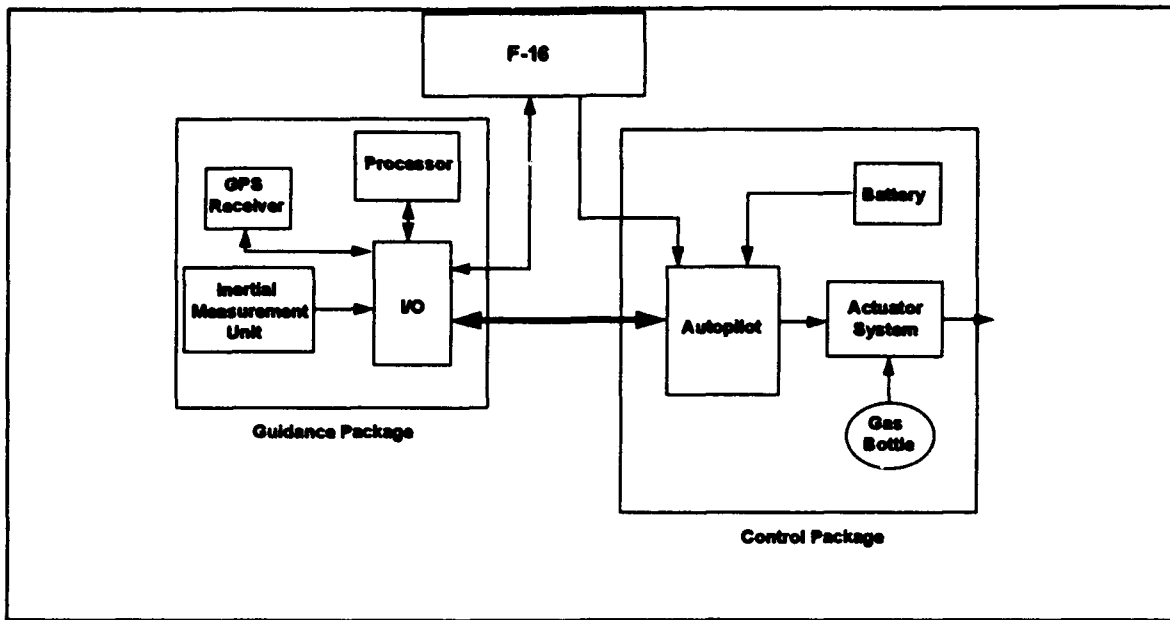 F-16
Processor
GPS
Receiver
Inertial
Measurement
Unit
I/O
Guidance Package
Battery
Autopilot
Actuator
System
Gas
Bottle
Control Package